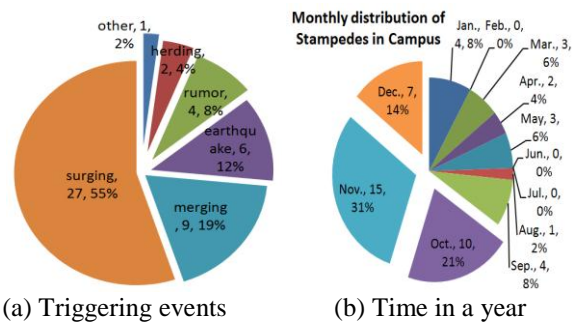 other, 1,
2%
herding,
2, 4%
rumor,
4, 8%
earthqu
ake, 6,
12%
merging
, 9, 19%
surging,
27, 55%
(a) Triggering events
Monthly distribution of
Stampedes in Campus
Jan.,
4, 8%
Feb., 0,
0%
Mar., 3,
6%
Apr., 2,
4%
May, 3,
6%
Jun., 0,
0%
Jul., 0,
0%
Aug., 1,
2%
Sep., 4,
8%
Oct., 10,
21%
Nov., 15,
31%
Dec., 7,
14%
(b) Time in a year